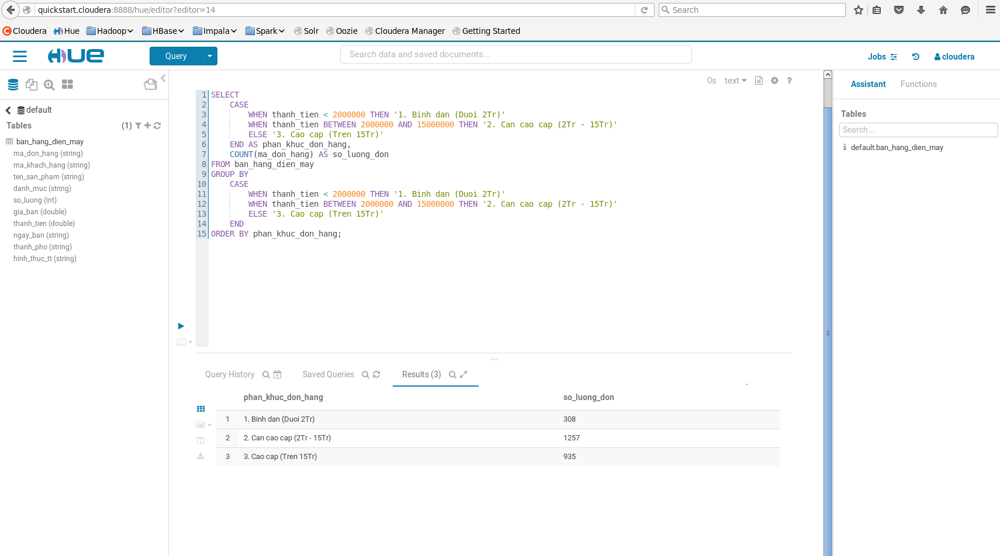 quickstart.cloudera:8888/hue/editor?editor=14
Search
Cloudera Hue Hadoop HBase Impala Spark Solr Oozie Cloudera Manager Getting Started
HUE
Query
Search data and saved documents...
Jobs
cloudera
default
Tables (1)
ban_hang_dien_may
ma_don_hang (string)
ma_khach_hang (string)
ten_san_pham (string)
danh_muc (string)
so_luong (int)
gia_ban (double)
thanh_tien (double)
ngay_ban (string)
thanh_pho (string)
hinh_thuc_tt (string)
0s text ?
1 SELECT
2     CASE
3         WHEN thanh_tien < 2000000 THEN '1. Binh dan (Duoi 2Tr)'
4         WHEN thanh_tien BETWEEN 2000000 AND 15000000 THEN '2. Can cao cap (2Tr - 15Tr)'
5         ELSE '3. Cao cap (Tren 15Tr)'
6     END AS phan_khuc_don_hang,
7     COUNT(ma_don_hang) AS so_luong_don
8 FROM ban_hang_dien_may
9 GROUP BY
10     CASE
11         WHEN thanh_tien < 2000000 THEN '1. Binh dan (Duoi 2Tr)'
12         WHEN thanh_tien BETWEEN 2000000 AND 15000000 THEN '2. Can cao cap (2Tr - 15Tr)'
13         ELSE '3. Cao cap (Tren 15Tr)'
14     END
15 ORDER BY phan_khuc_don_hang;
Query History
Saved Queries
Results (3)
phan_khuc_don_hang so_luong_don
1 1. Binh dan (Duoi 2Tr) 308
2 2. Can cao cap (2Tr - 15Tr) 1257
3 3. Cao cap (Tren 15Tr) 935
Assistant
Functions
Tables
Search...
default.ban_hang_dien_may